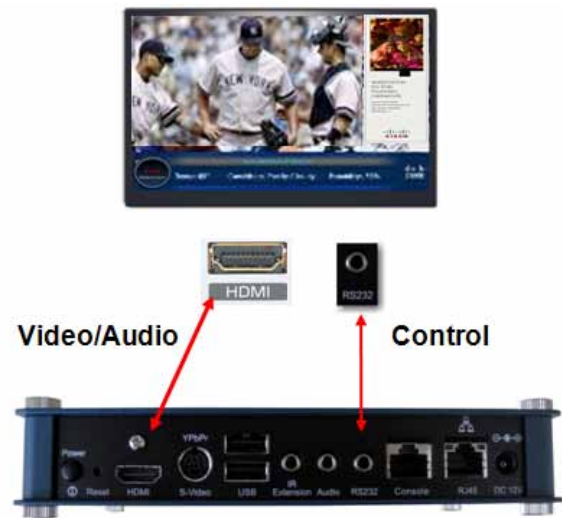 NEW YORK
CISCO
HDMI
RS232
Video/Audio
Control
Power
YPbPr
IR
Reset
HDMI
S-Video
USB
Extension
Audio
RS232
Console
RJ45
DC 12V